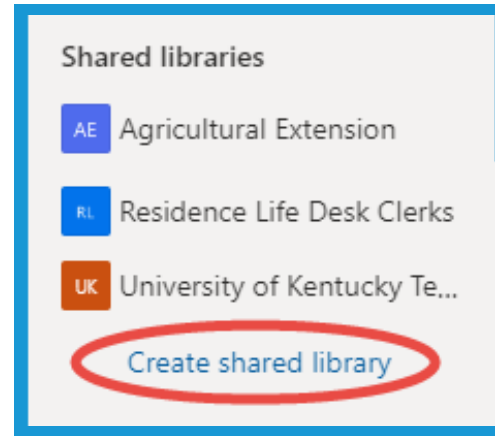 Shared libraries
AE Agricultural Extension
RL Residence Life Desk Clerks
UK University of Kentucky Te...
Create shared library